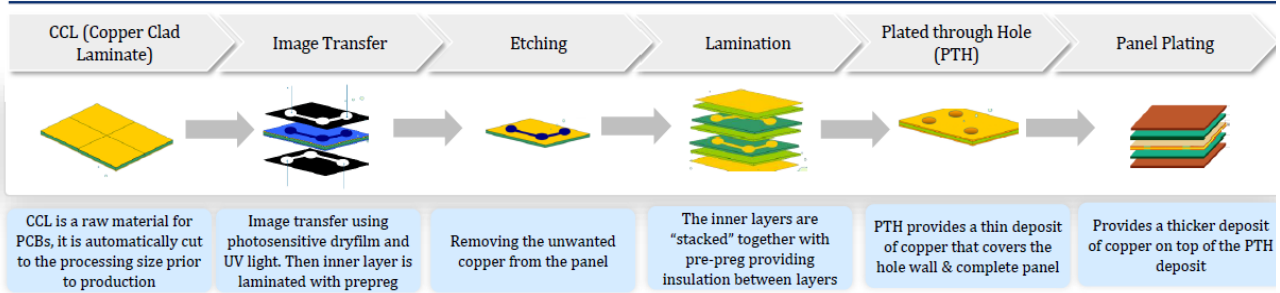 CCL (Copper Clad
Laminate)
Image Transfer
Etching
Lamination
Plated through Hole
(PTH)
Panel Plating
CCL is a raw material for
PCBs, it is automatically cut
to the processing size prior
to production
Image transfer using
photosensitive dryfilm and
UV light. Then inner layer is
laminated with prepreg
Removing the unwanted
copper from the panel
The inner layers are
“stacked” together with
pre-preg providing
insulation between layers
PTH provides a thin deposit
of copper that covers the
hole wall & complete panel
Provides a thicker deposit
of copper on top of the PTH
deposit